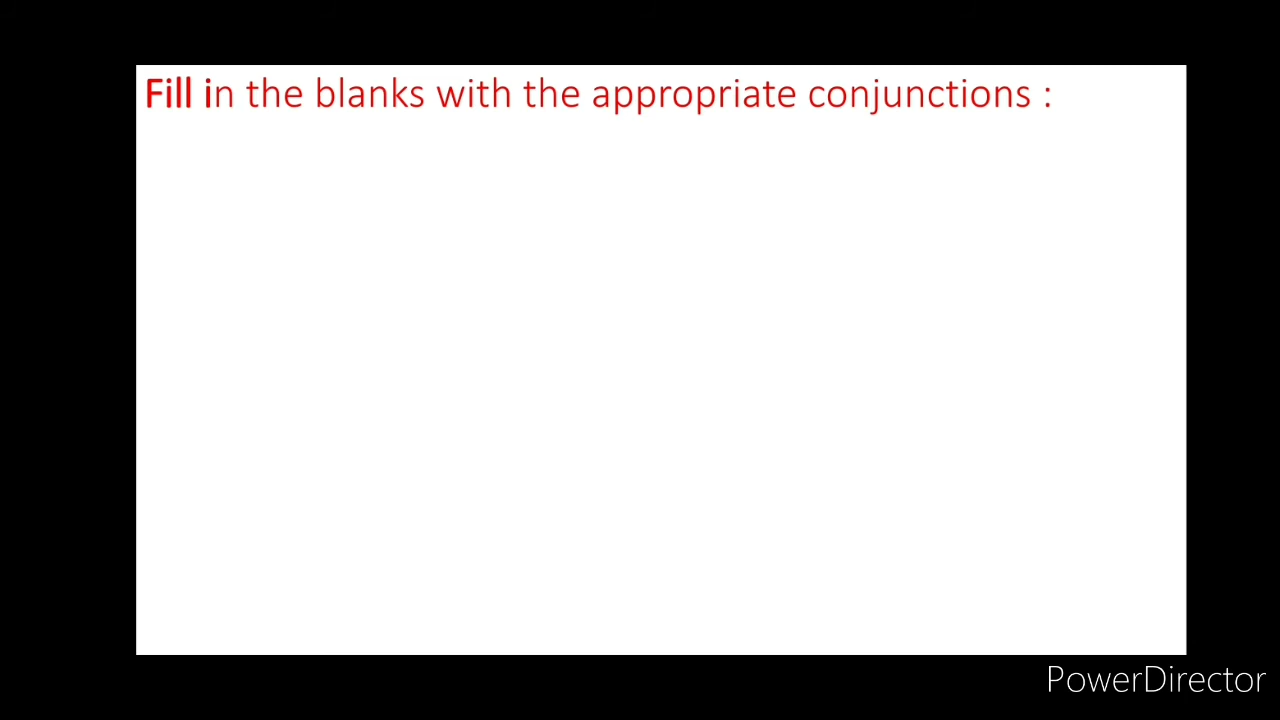 Fill in the blanks with the appropriate conjunctions :
PowerDirector